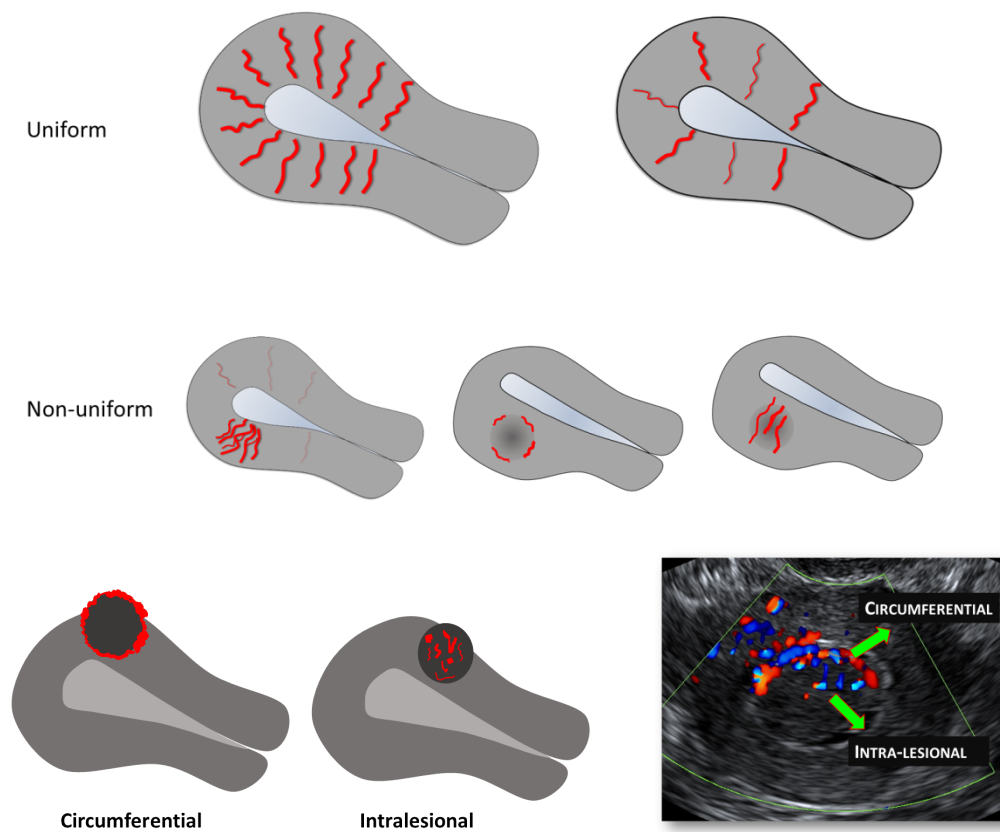 Uniform
Non-uniform
CIRCUMFERENTIAL
INTRA-LESIONAL
Circumferential
Intralesional